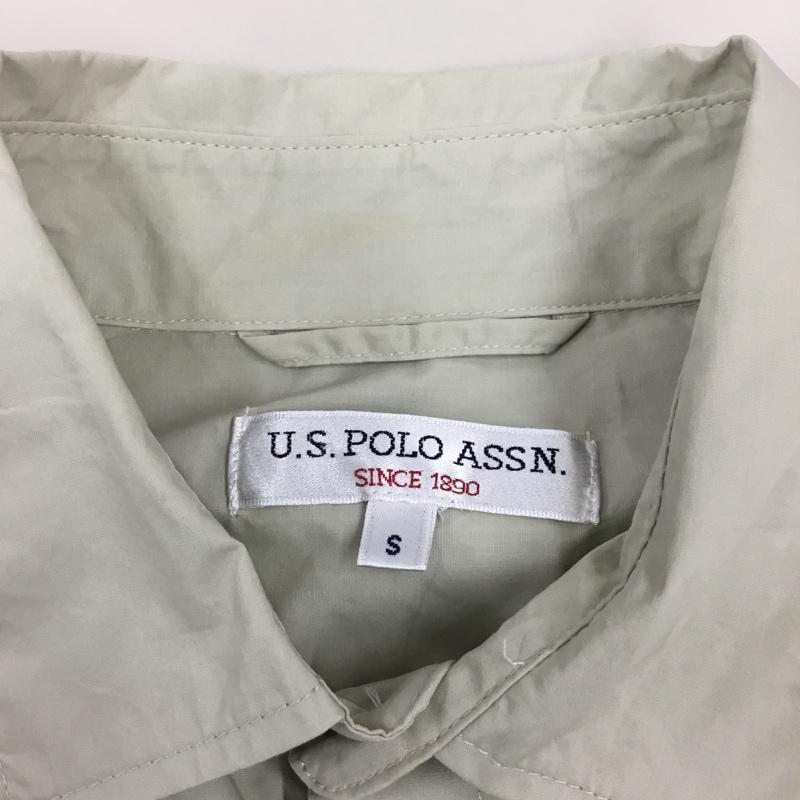 U.S. POLO ASSN.
SINCE 1890
S